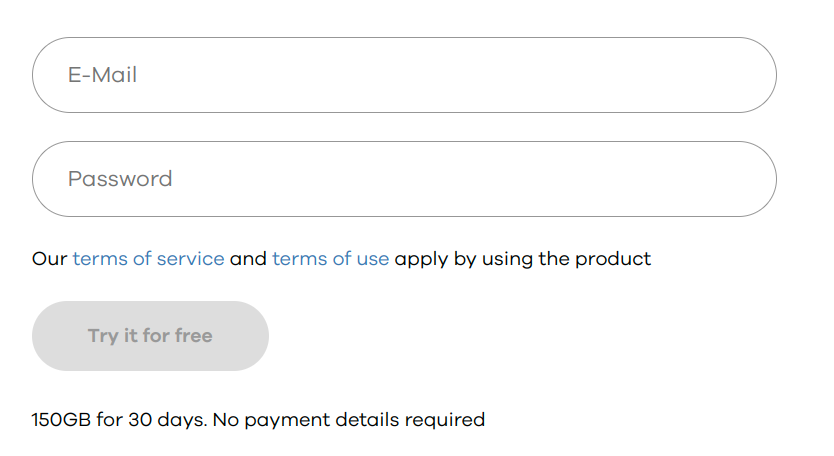 E-Mail
Password
Our terms of service and terms of use apply by using the product
Try it for free
150GB for 30 days. No payment details required